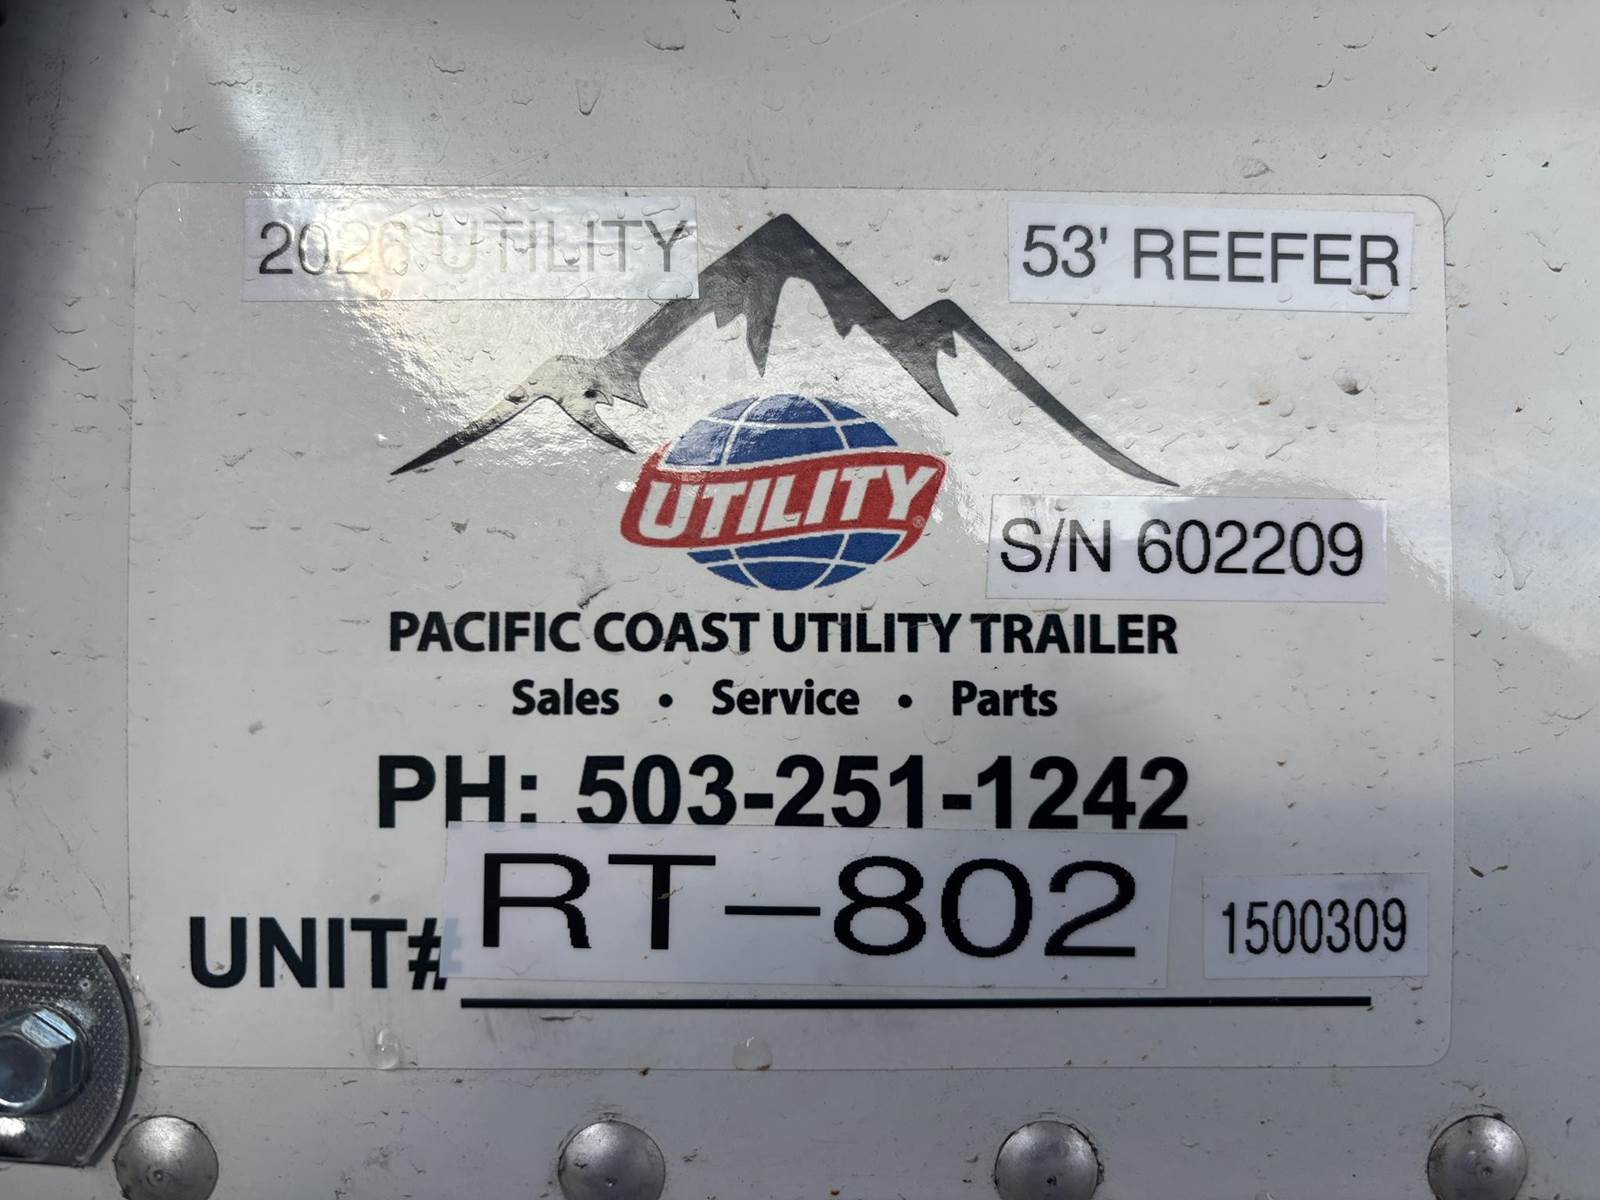 2026 UTILITY
53' REEFER
UTILITY®
S/N 602209
PACIFIC COAST UTILITY TRAILER
Sales • Service • Parts
PH: 503-251-1242
UNIT# RT-802 1500309